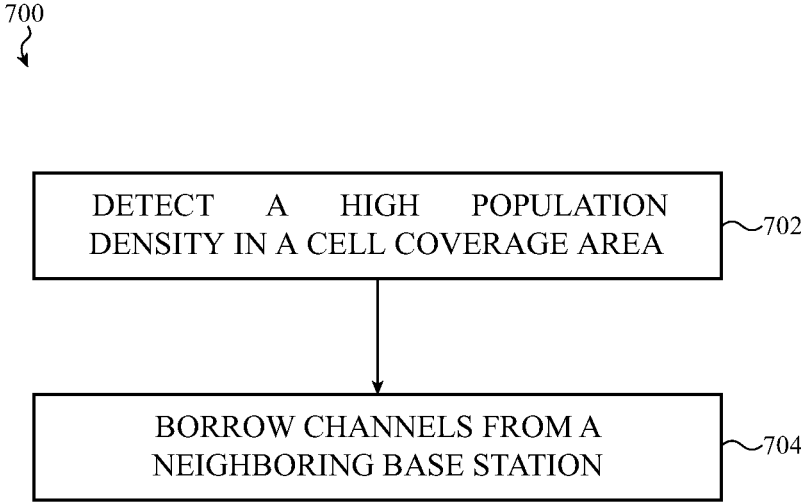 700
DETECT A HIGH POPULATION
DENSITY IN A CELL COVERAGE AREA
702
BORROW CHANNELS FROM A
NEIGHBORING BASE STATION
704